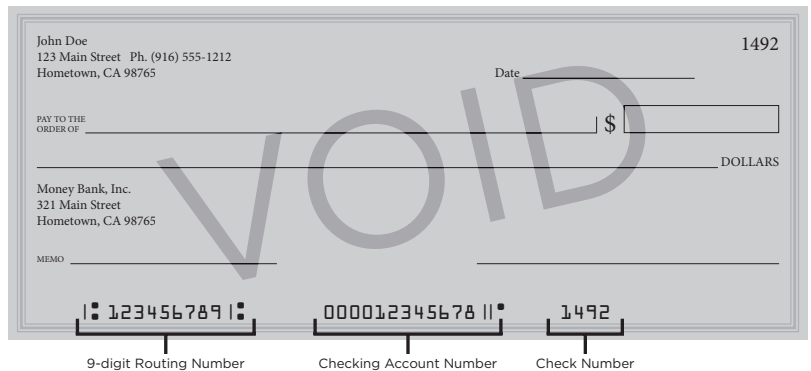 John Doe
123 Main Street Ph. (916) 555-1212
Hometown, CA 98765
1492
Date
PAY TO THE
ORDER OF
$
DOLLARS
VOID
Money Bank, Inc.
321 Main Street
Hometown, CA 98765
MEMO
|: 123456789 |: 000012345678 ||• 1492
9-digit Routing Number Checking Account Number Check Number